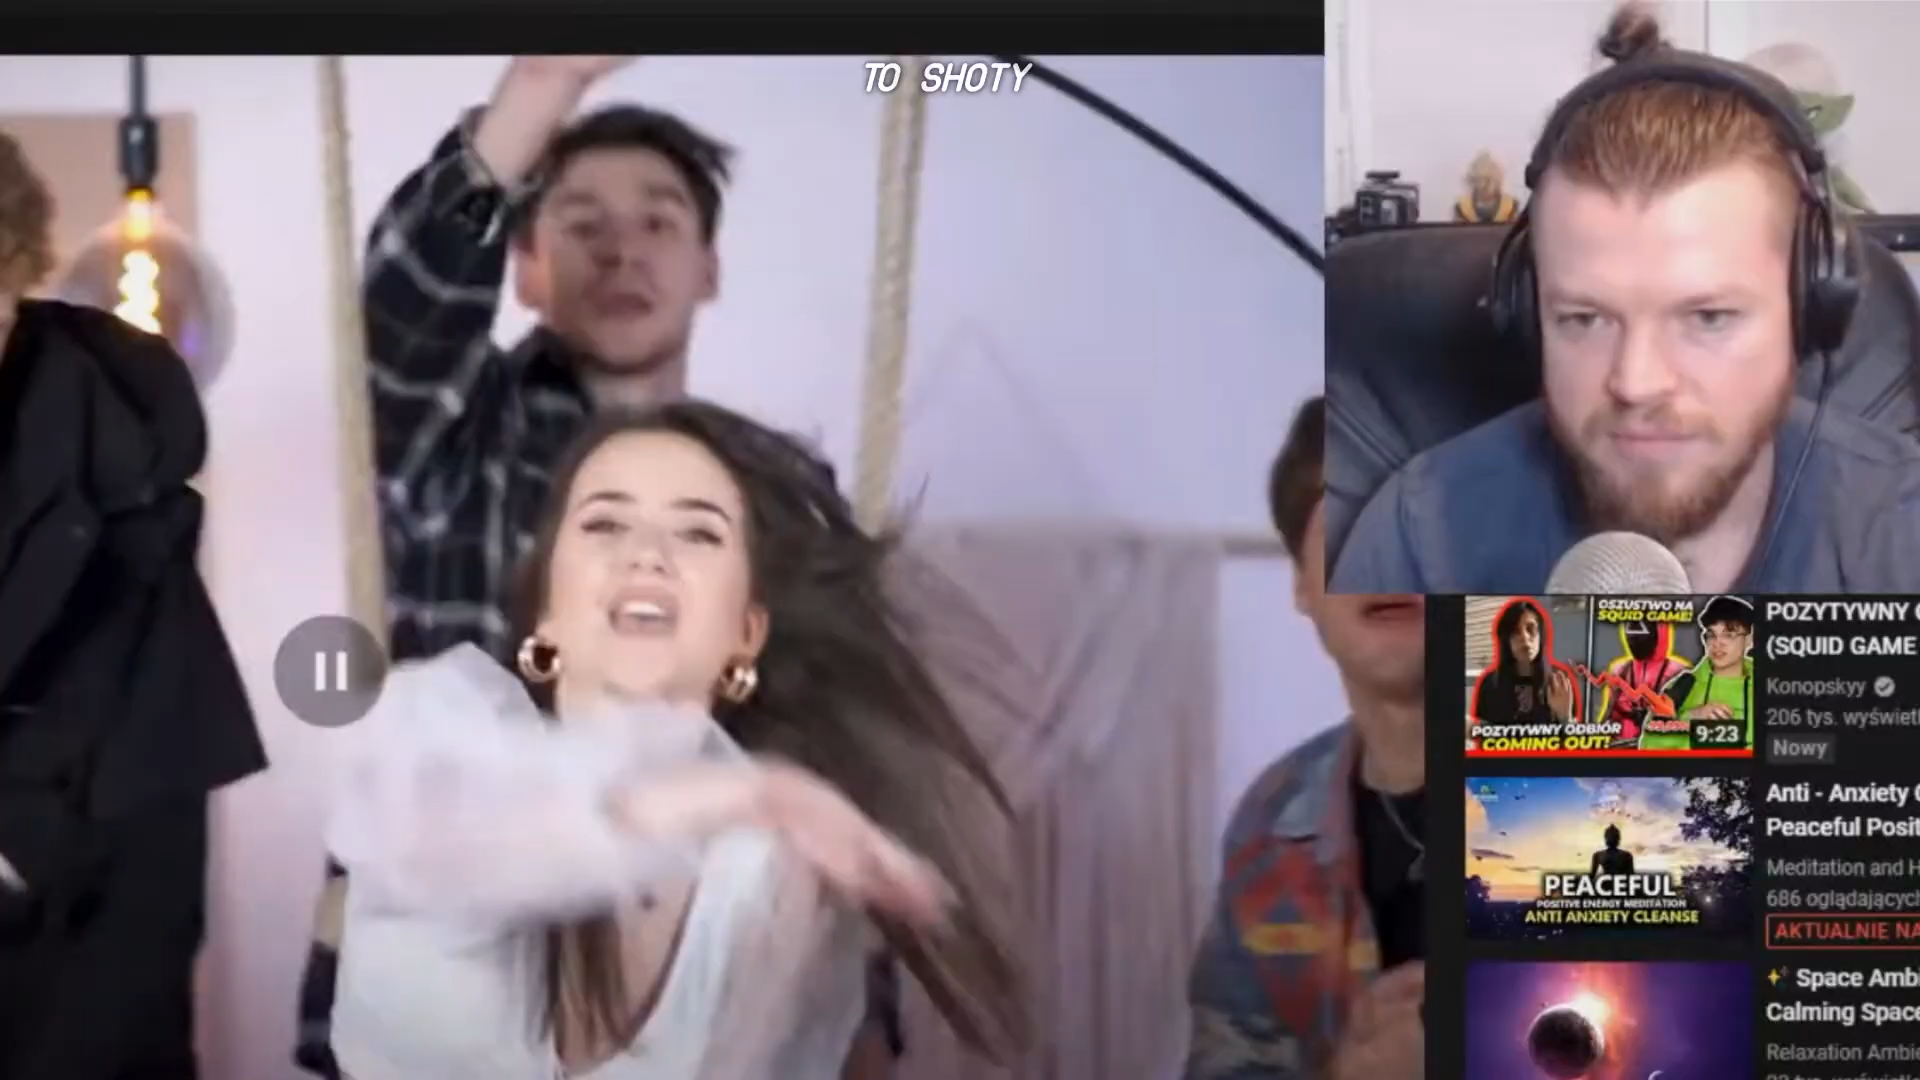 TO SHOTY
OSZUSTWO NA
SQUID GAME!
POZYTYWNY ODBIÓR
COMING OUT!
9:23
POZYTYWNY
(SQUID GAME
Konopskyy
206 tys. wyświetl
Nowy
PEACEFUL
POSITIVE ENERGY MEDITATION
ANTI ANXIETY CLEANSE
Anti - Anxiety
Peaceful Posit
Meditation and H
686 oglądających
AKTUALNIE NA
Space Ambi
Calming Space
Relaxation Ambie